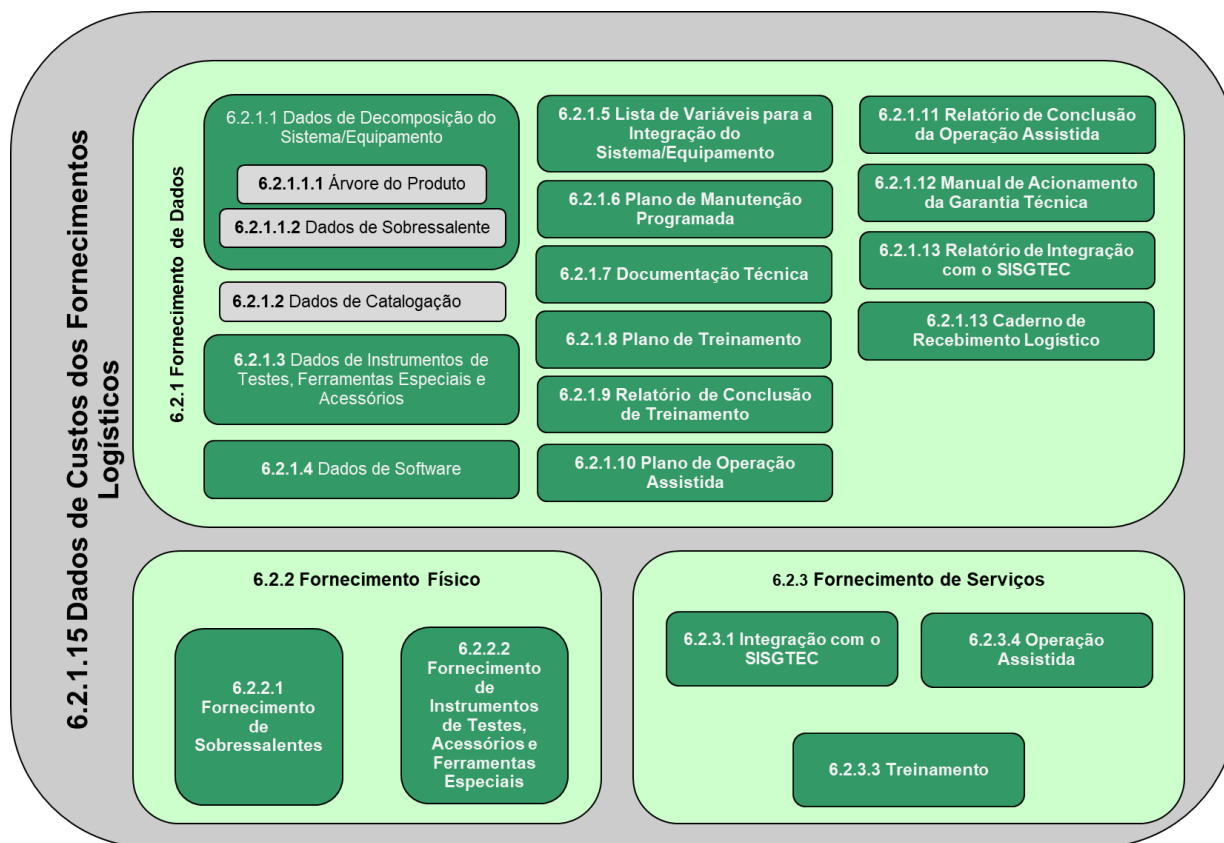 6.2.1.15 Dados de Custos dos Fornecimentos
Logísticos
6.2.1 Fornecimento de Dados
6.2.1.1 Dados de Decomposição do
Sistema/Equipamento
6.2.1.1.1 Árvore do Produto
6.2.1.1.2 Dados de Sobressalente
6.2.1.2 Dados de Catalogação
6.2.1.3 Dados de Instrumentos de
Testes, Ferramentas Especiais e
Acessórios
6.2.1.4 Dados de Software
6.2.1.5 Lista de Variáveis para a
Integração do
Sistema/Equipamento
6.2.1.6 Plano de Manutenção
Programada
6.2.1.7 Documentação Técnica
6.2.1.8 Plano de Treinamento
6.2.1.9 Relatório de Conclusão
de Treinamento
6.2.1.10 Plano de Operação
Assistida
6.2.1.11 Relatório de Conclusão
da Operação Assistida
6.2.1.12 Manual de Acionamento
da Garantia Técnica
6.2.1.13 Relatório de Integração
com o SISGTEC
6.2.1.13 Caderno de
Recebimento Logístico
6.2.2 Fornecimento Físico
6.2.2.1
Fornecimento
de
Sobressalentes
6.2.2.2
Fornecimento
de
Instrumentos
de Testes,
Acessórios e
Ferramentas
Especiais
6.2.3 Fornecimento de Serviços
6.2.3.1 Integração com o
SISGTEC
6.2.3.4 Operação
Assistida
6.2.3.3 Treinamento